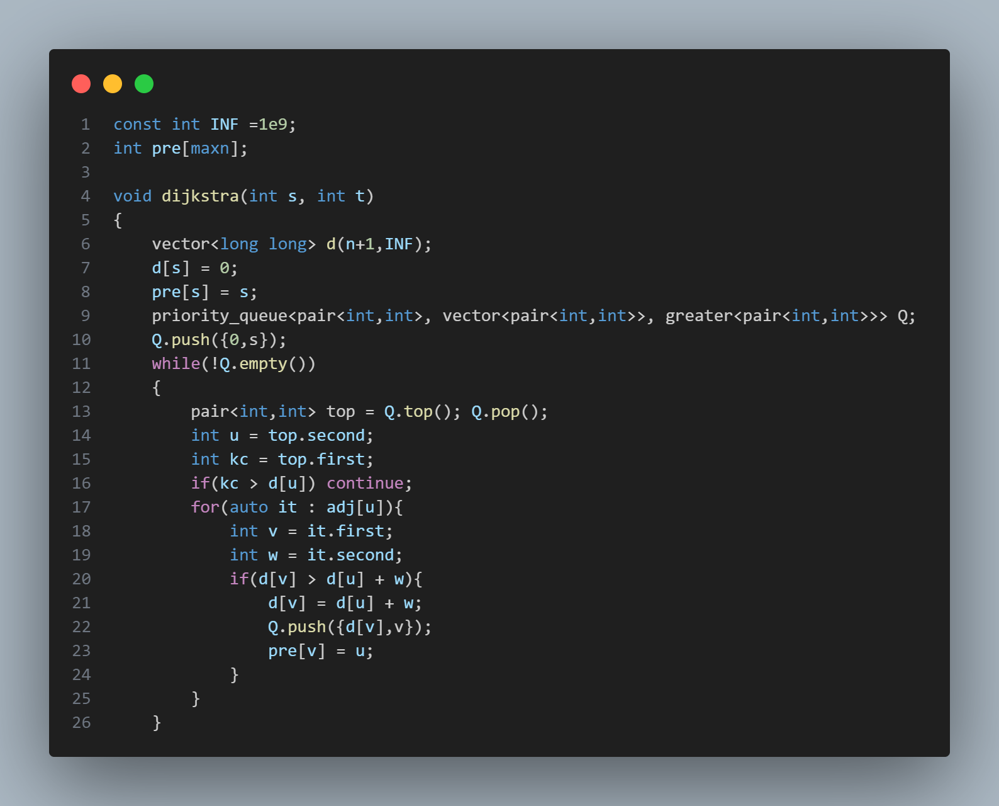 1 const int INF =1e9;
2 int pre[maxn];
3
4 void dijkstra(int s, int t)
5 {
6     vector<long long> d(n+1,INF);
7     d[s] = 0;
8     pre[s] = s;
9     priority_queue<pair<int,int>, vector<pair<int,int>>, greater<pair<int,int>>> Q;
10     Q.push({0,s});
11     while(!Q.empty())
12     {
13         pair<int,int> top = Q.top(); Q.pop();
14         int u = top.second;
15         int kc = top.first;
16         if(kc > d[u]) continue;
17         for(auto it : adj[u]){
18             int v = it.first;
19             int w = it.second;
20             if(d[v] > d[u] + w){
21                 d[v] = d[u] + w;
22                 Q.push({d[v],v});
23                 pre[v] = u;
24             }
25         }
26     }